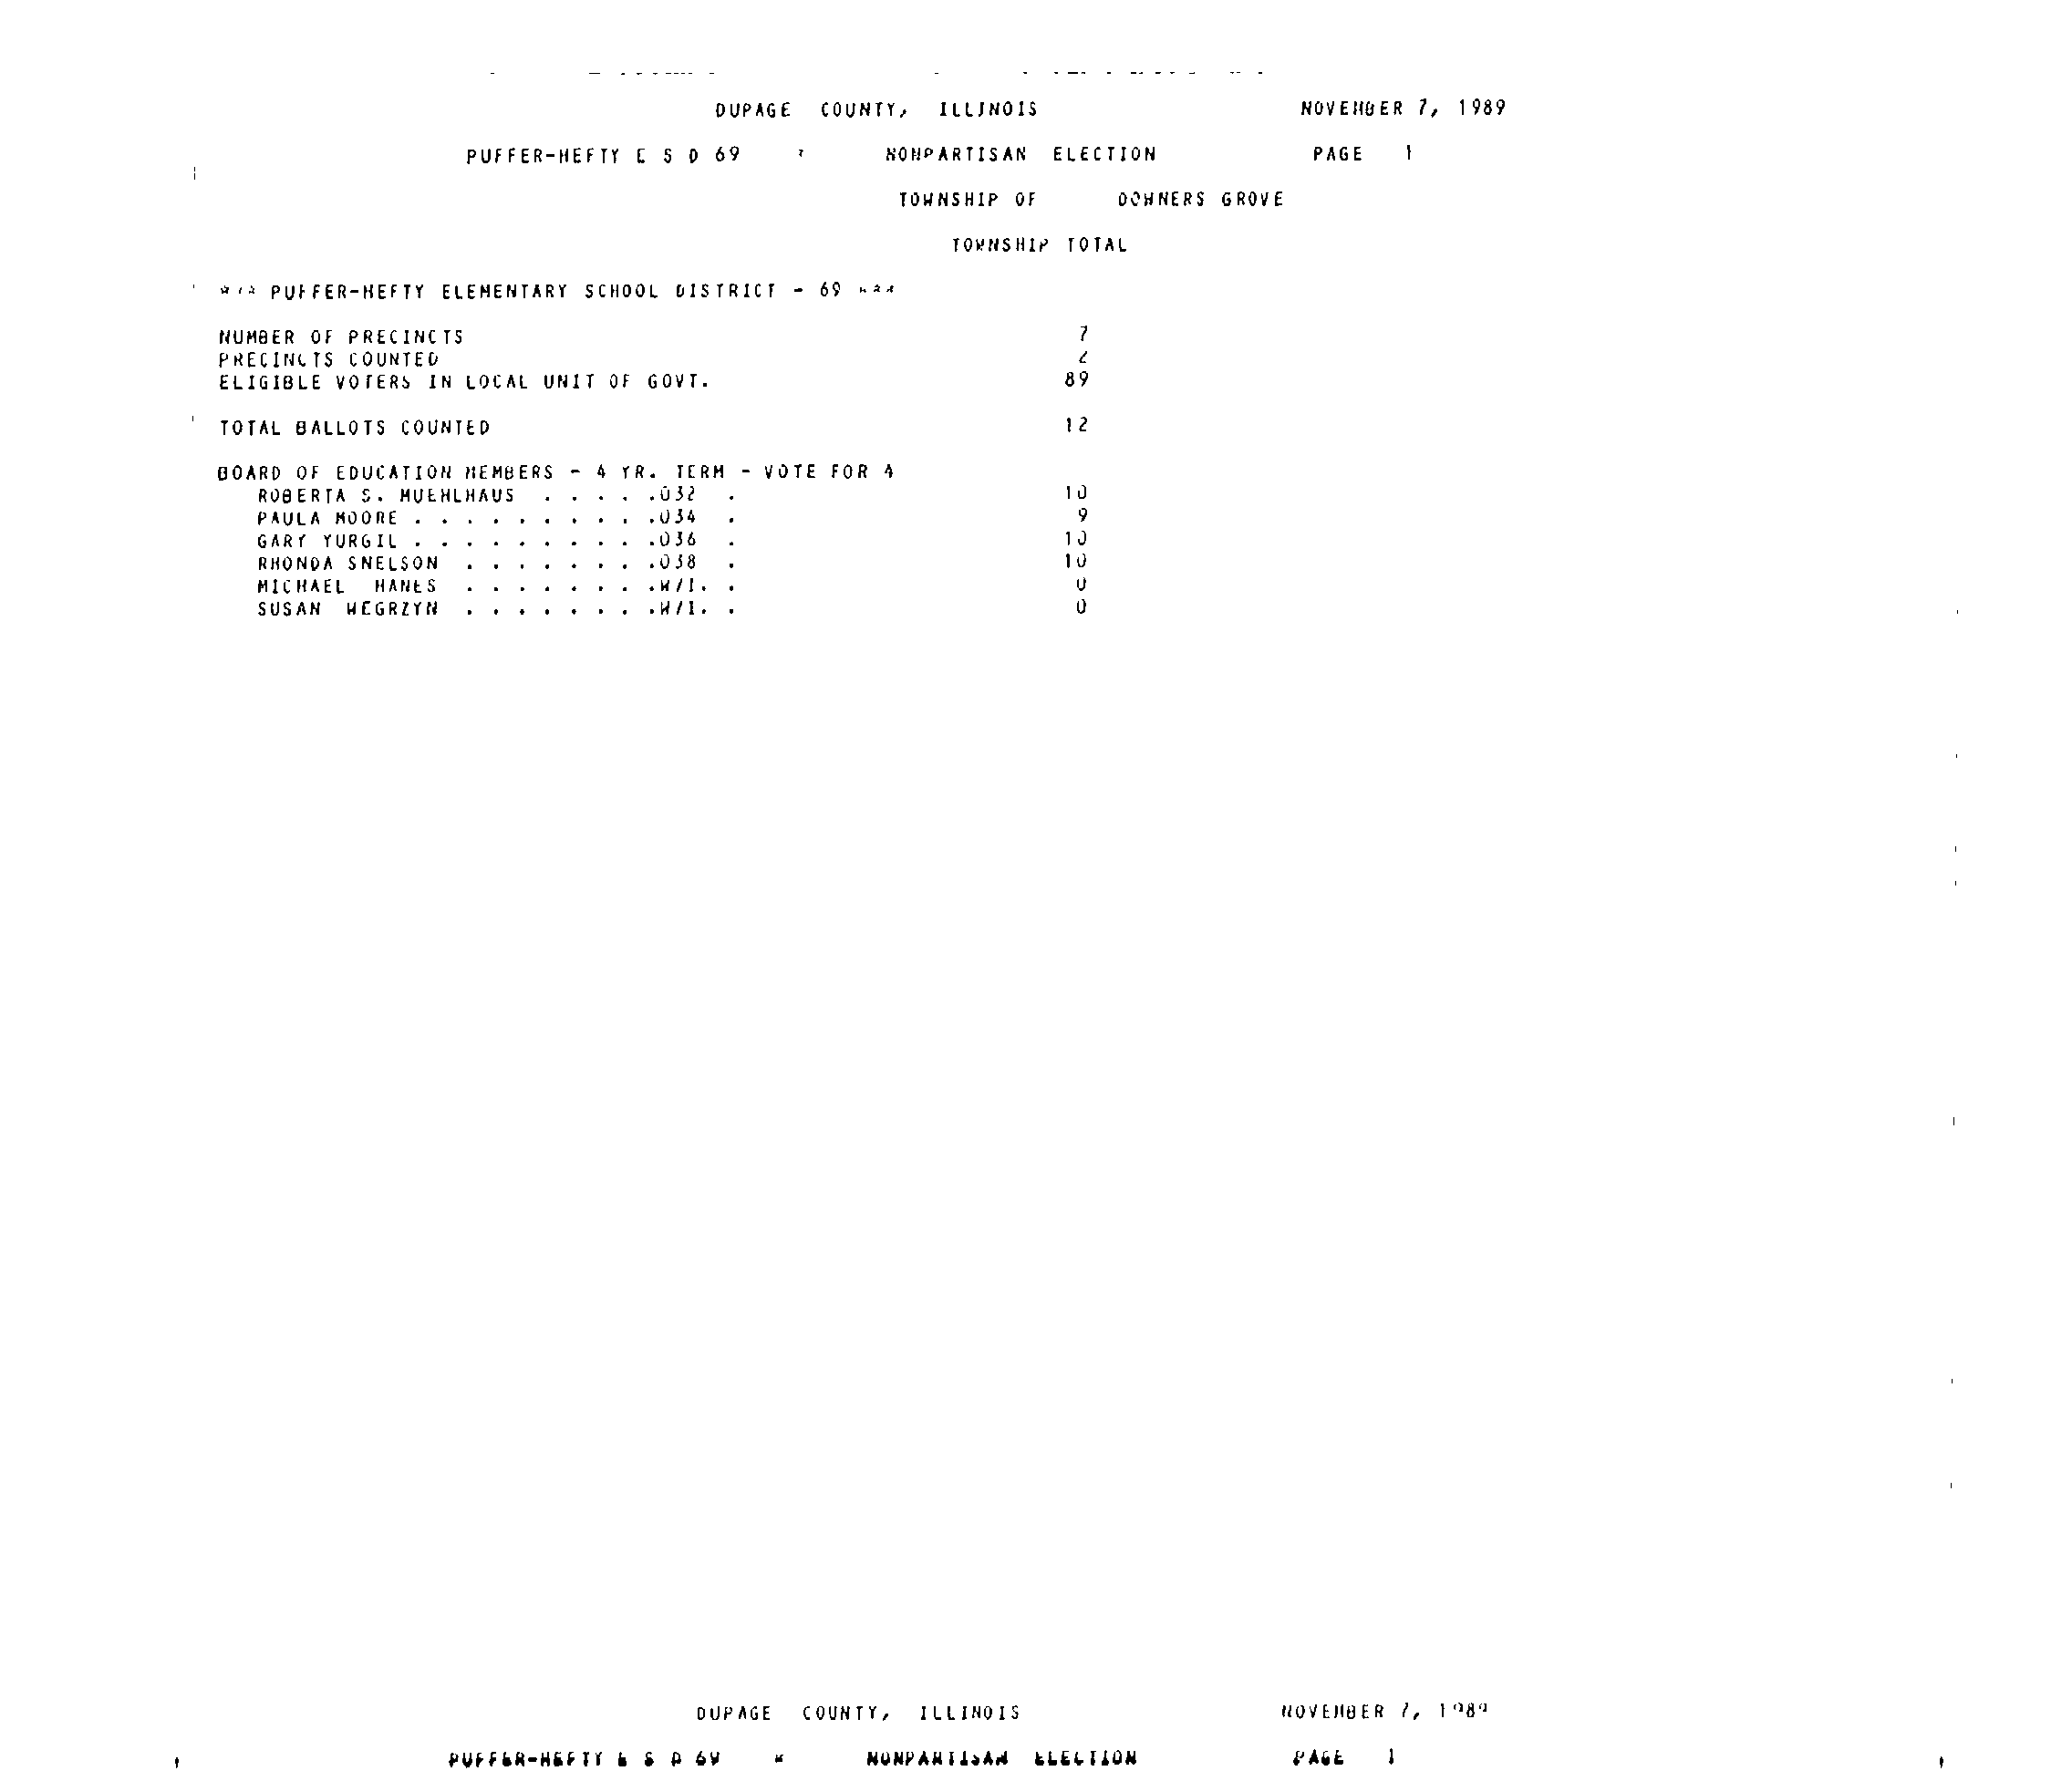 DUPAGE COUNTY, ILLINOIS NOVEMBER 7, 1989
PUFFER-HEFTY E S D 69 * NONPARTISAN ELECTION PAGE 1
TOWNSHIP OF DOWNERS GROVE
TOWNSHIP TOTAL
*** PUFFER-HEFTY ELEMENTARY SCHOOL DISTRICT - 69 ***
NUMBER OF PRECINCTS 7
PRECINCTS COUNTED 2
ELIGIBLE VOTERS IN LOCAL UNIT OF GOVT. 89
TOTAL BALLOTS COUNTED 12
BOARD OF EDUCATION MEMBERS - 4 YR. TERM - VOTE FOR 4
ROBERTA S. MUEHLHAUS . . . . .032 . 10
PAULA MOORE . . . . . . . . . .034 . 9
GARY YURGIL . . . . . . . . . .036 . 10
RHONDA SNELSON . . . . . . . .038 . 10
MICHAEL HANES . . . . . . . .W/I. . 0
SUSAN WEGRZYN . . . . . . . .W/I. . 0
DUPAGE COUNTY, ILLINOIS NOVEMBER 7, 1989
PUFFER-HEFTY E S D 69 * NONPARTISAN ELECTION PAGE 1